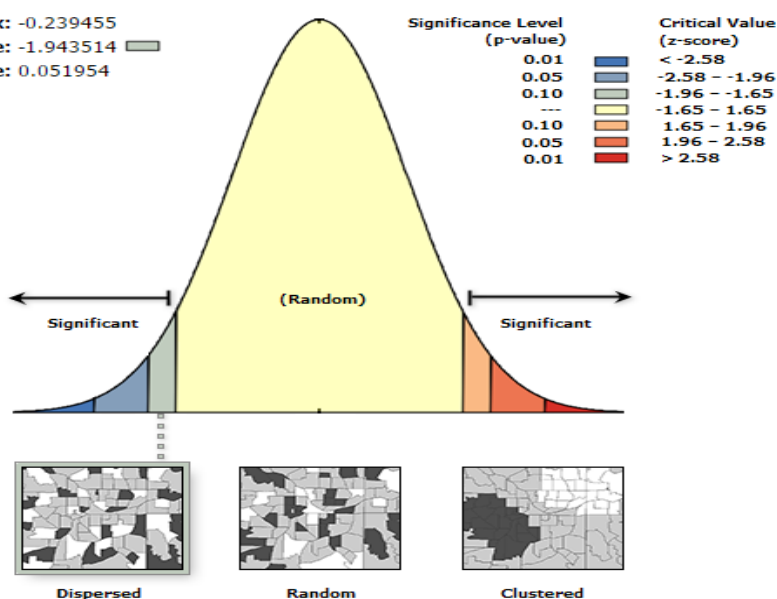 x: -0.239455
e: -1.943514
e: 0.051954
Significance Level
(p-value)
Critical Value
(z-score)
0.01 < -2.58
0.05 -2.58 – -1.96
0.10 -1.96 – -1.65
--- -1.65 – 1.65
0.10 1.65 – 1.96
0.05 1.96 – 2.58
0.01 > 2.58
(Random)
Significant
Significant
Dispersed
Random
Clustered